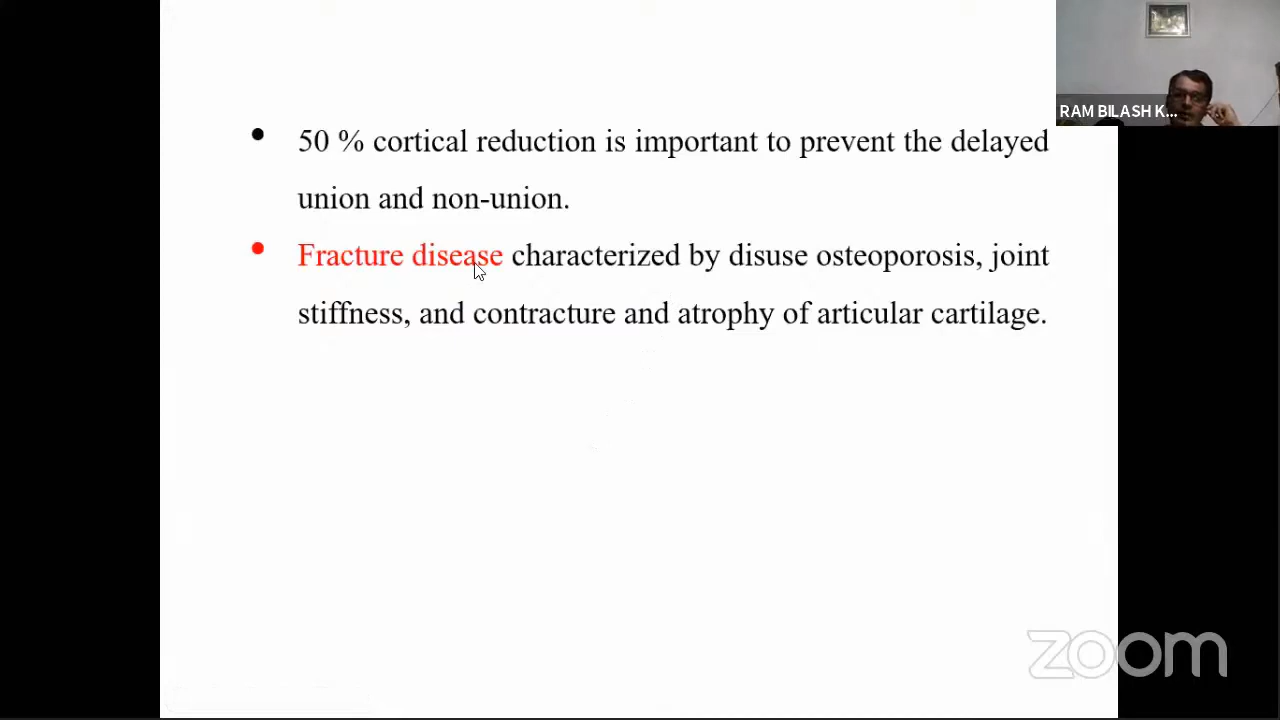 RAM BILASH K...
• 50 % cortical reduction is important to prevent the delayed
union and non-union.
• Fracture disease characterized by disuse osteoporosis, joint
stiffness, and contracture and atrophy of articular cartilage.
zoom